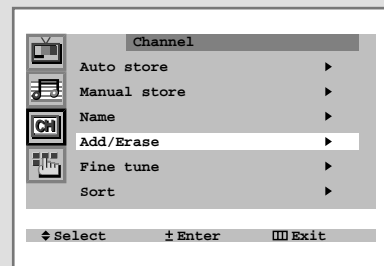 Channel
Auto store
Manual store
Name
CH
Add/Erase
Fine tune
Sort
Select ± Enter Exit